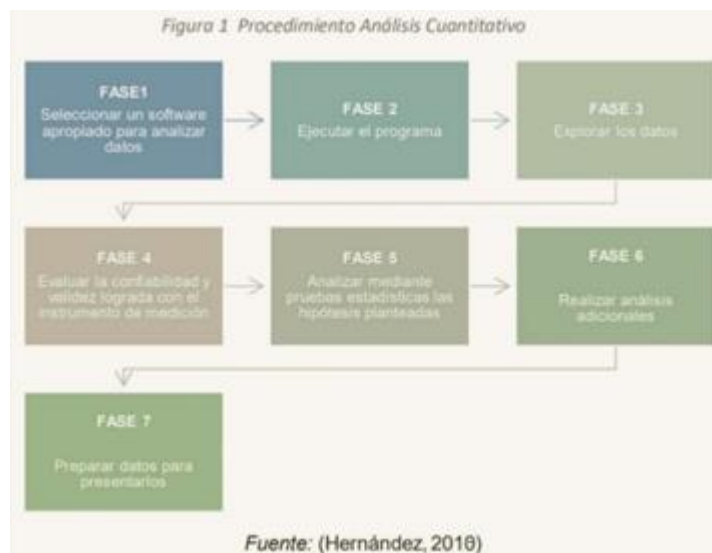 Figura 1 Procedimiento Análisis Cuantitativo
FASE1
Seleccionar un software
apropiado para analizar
datos
FASE 2
Ejecutar el programa
FASE 3
Explorar los datos
FASE 4
Evaluar la confiabilidad y
validez lograda con el
instrumento de medición
FASE 5
Analizar mediante
pruebas estadísticas las
hipótesis planteadas
FASE 6
Realizar análisis
adicionales
FASE 7
Preparar datos para
presentarlos
Fuente: (Hernández, 2010)